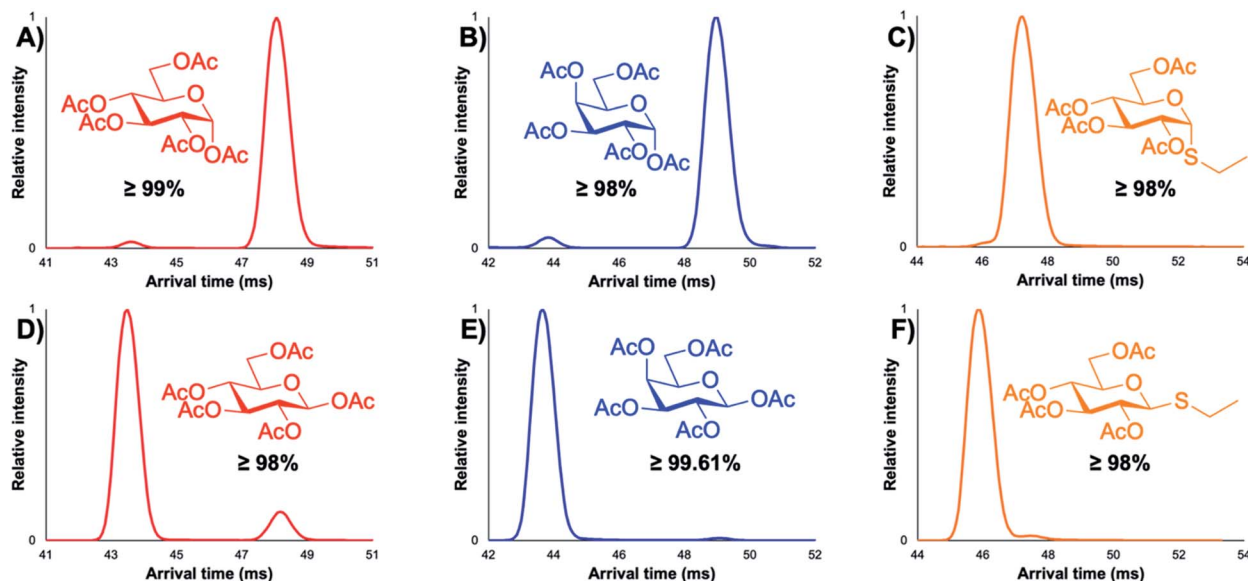 A)
Relative intensity
1
0
OAc
AcO
O
AcO
AcO
OAc
≥ 99%
41 43 45 47 49 51
Arrival time (ms)
B)
Relative intensity
1
0
AcO
OAc
O
AcO
AcO
OAc
≥ 98%
42 44 46 48 50 52
Arrival time (ms)
C)
Relative intensity
1
0
OAc
AcO
O
AcO
AcO
S
≥ 98%
44 46 48 50 52 54
Arrival time (ms)
D)
Relative intensity
1
0
OAc
AcO
O
AcO
OAc
AcO
≥ 98%
41 43 45 47 49 51
Arrival time (ms)
E)
Relative intensity
1
0
AcO
OAc
O
AcO
OAc
AcO
≥ 99.61%
42 44 46 48 50 52
Arrival time (ms)
F)
Relative intensity
1
0
OAc
AcO
O
AcO
S
AcO
≥ 98%
44 46 48 50 52 54
Arrival time (ms)